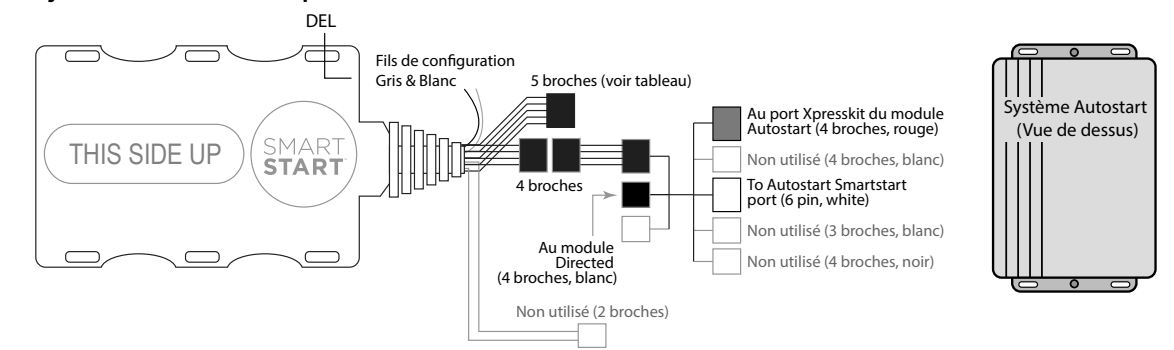 DEL
Fils de configuration
Gris & Blanc
5 broches (voir tableau)
THIS SIDE UP
SMART
START
4 broches
Au module
Directed
(4 broches, blanc)
Non utilisé (2 broches)
Au port Xpresskit du module
Autostart (4 broches, rouge)
Non utilisé (4 broches, blanc)
To Autostart Smartstart
port (6 pin, white)
Non utilisé (3 broches, blanc)
Non utilisé (4 broches, noir)
Système Autostart
(Vue de dessus)